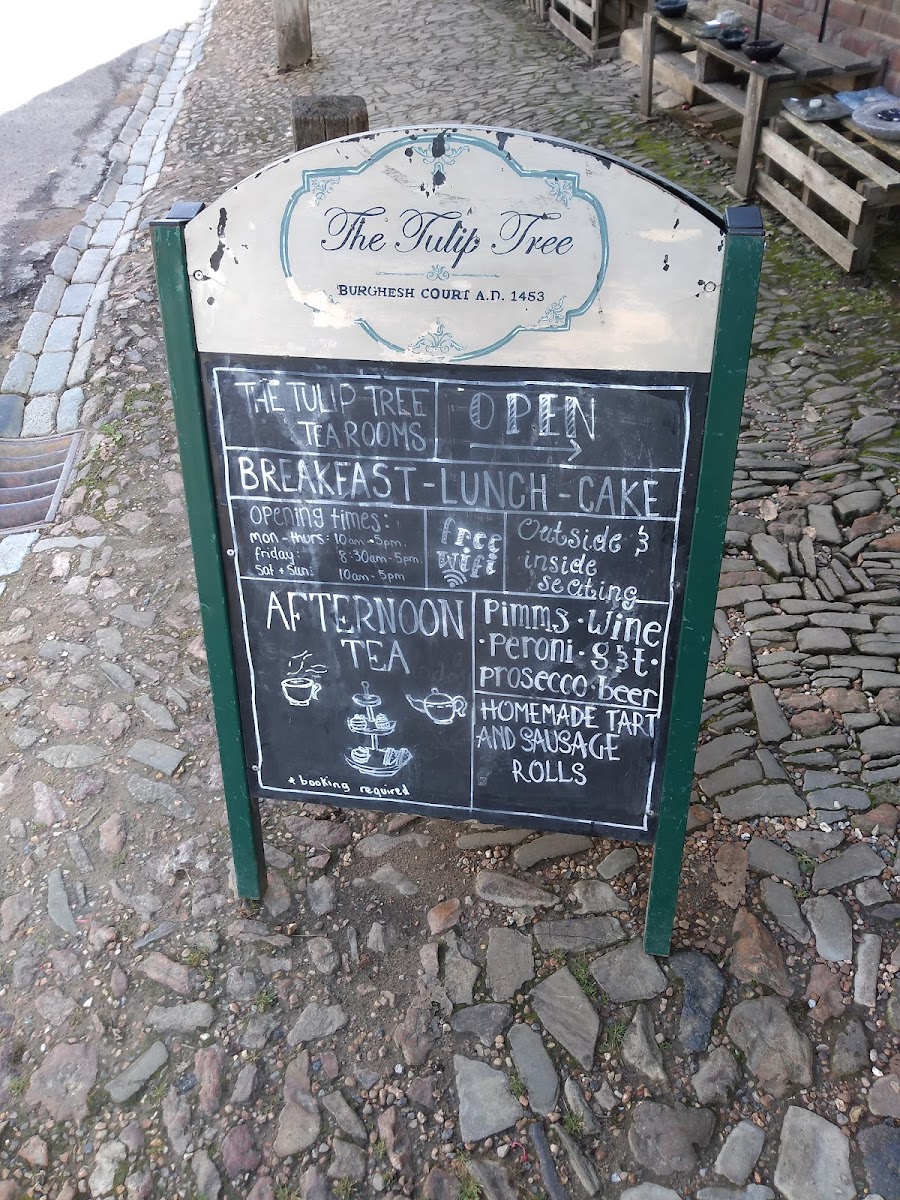 The Tulip Tree
BURGHESH COURT A.D. 1453
THE TULIP TREE
TEAROOMS
OPEN
BREAKFAST - LUNCH - CAKE
opening times:
mon - thurs: 10am - 5pm.
friday: 8:30am - 5pm
Sat + Sun: 10am - 5pm
free
wifi
Outside &
inside
seating
AFTERNOON
TEA
* booking required
Pimms · Wine
· Peroni · g&t ·
prosecco · beer
HOMEMADE TART
AND SAUSAGE
ROLLS